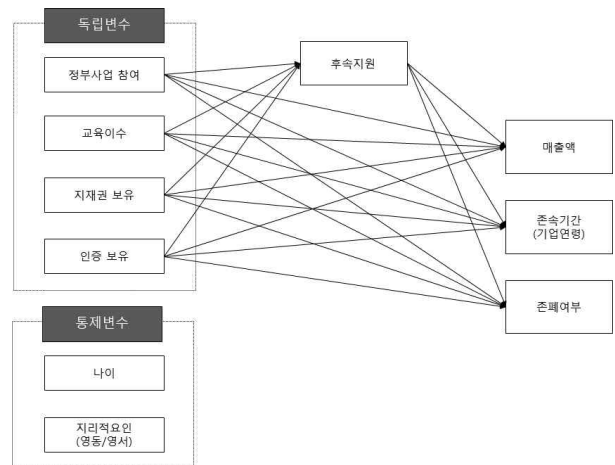 독립변수
정부사업 참여
교육이수
지재권 보유
인증 보유
후속지원
매출액
존속기간
(기업연령)
존폐여부
통제변수
나이
지리적요인
(영동/영서)